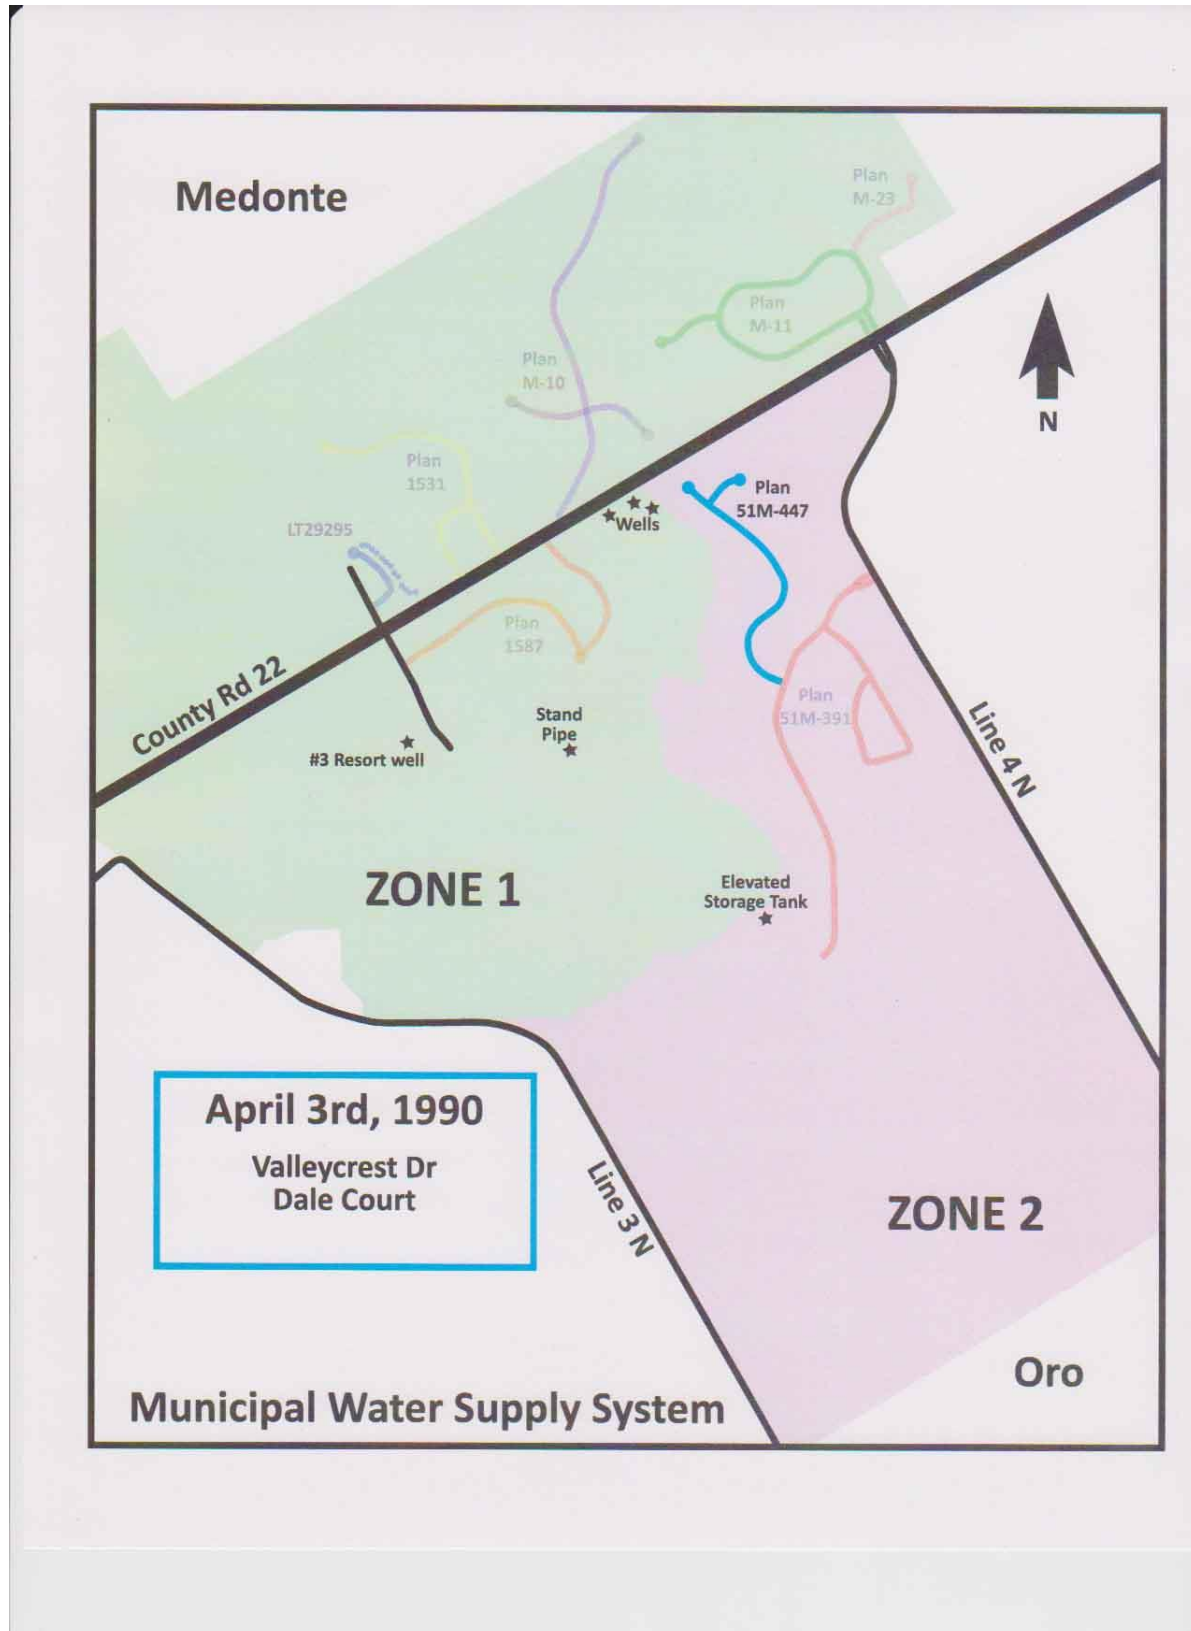 Medonte
Plan
M-23
Plan
M-11
Plan
M-10
N
Plan
1531
Plan
51M-447
Wells
LT29295
Plan
1587
County Rd 22
Plan
51M-391
Stand
Pipe
#3 Resort well
Line 4 N
ZONE 1
Elevated
Storage Tank
April 3rd, 1990
Valleycrest Dr
Dale Court
Line 3 N
ZONE 2
Oro
Municipal Water Supply System